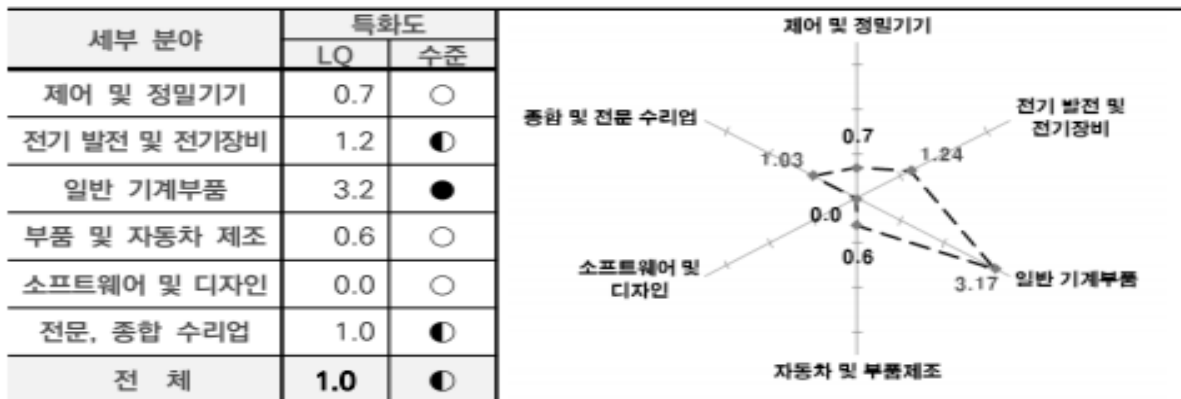 세부 분야 특화도
LQ 수준
제어 및 정밀기기 0.7 ○
전기 발전 및 전기장비 1.2 ◐
일반 기계부품 3.2 ●
부품 및 자동차 제조 0.6 ○
소프트웨어 및 디자인 0.0 ○
전문, 종합 수리업 1.0 ◐
전 체 1.0 ◐
제어 및 정밀기기
전기 발전 및
전기장비
종합 및 전문 수리업
0.7
1.24
1.03
0.0
0.6
소프트웨어 및
디자인
3.17
일반 기계부품
자동차 및 부품제조